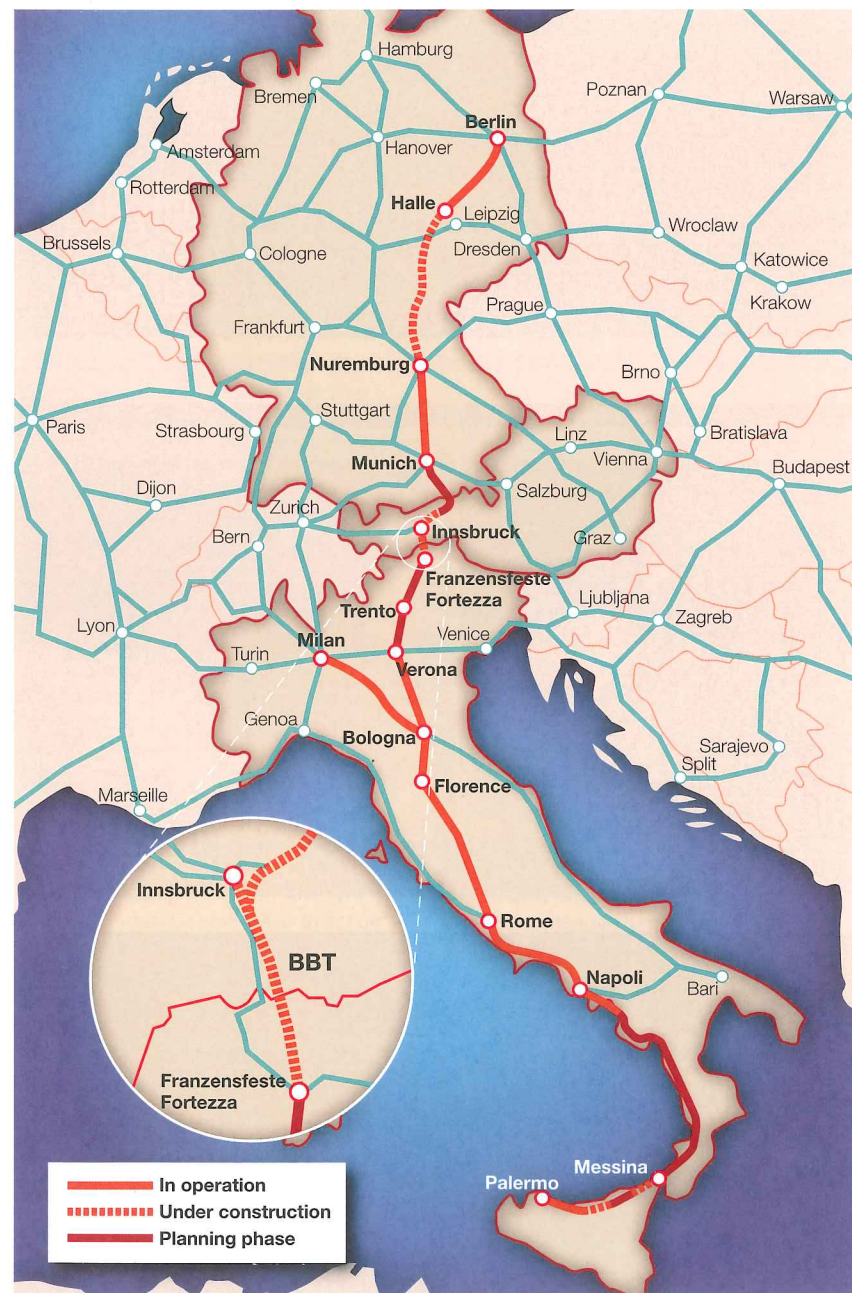 Hamburg
Bremen
Poznan
Warsaw
Berlin
Hanover
Amsterdam
Rotterdam
Halle
Leipzig
Wroclaw
Brussels
Cologne
Dresden
Katowice
Krakow
Prague
Frankfurt
Nuremburg
Brno
Stuttgart
Paris
Strasbourg
Linz
Bratislava
Munich
Vienna
Budapest
Dijon
Salzburg
Zurich
Bern
Innsbruck
Graz
Franzensfeste
Fortezza
Ljubljana
Trento
Zagreb
Lyon
Milan
Venice
Turin
Verona
Genoa
Bologna
Sarajevo
Split
Florence
Marseille
Innsbruck
Rome
BBT
Napoli
Bari
Franzensfeste
Fortezza
Messina
Palermo
In operation
Under construction
Planning phase